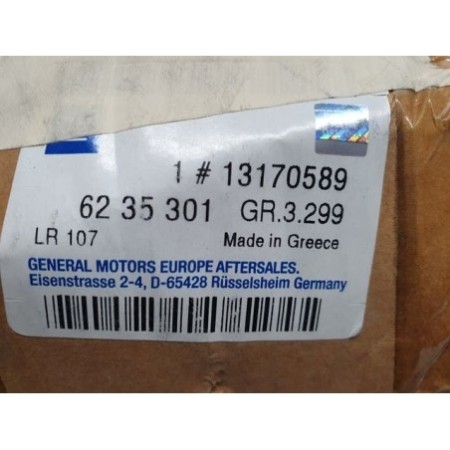 1 # 13170589
62 35 301 GR.3.299
LR 107 Made in Greece
GENERAL MOTORS EUROPE AFTERSALES.
Eisenstrasse 2-4, D-65428 Rüsselsheim Germany